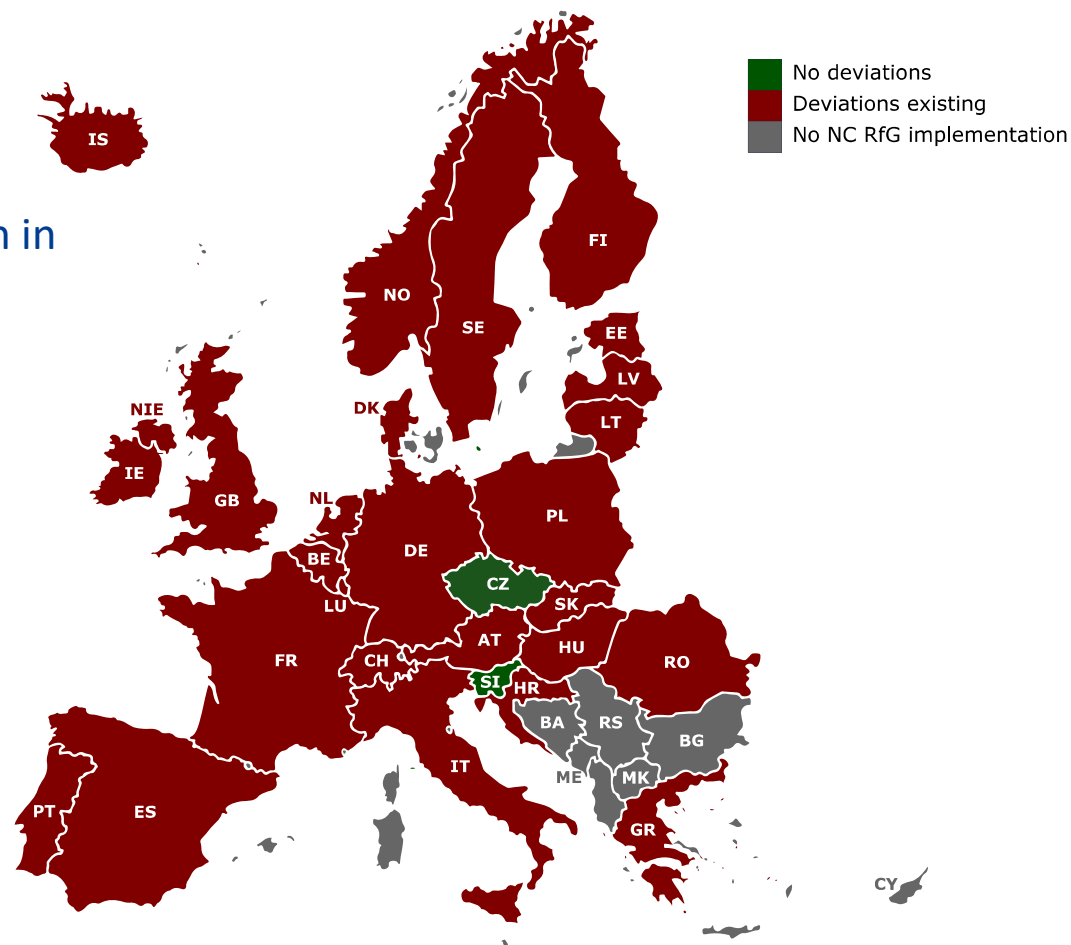 No deviations
Deviations existing
No NC RfG implementation
IS
n in
FI
NO
SE
EE
LV
DK
NIE
LT
IE
GB
NL
PL
DE
BE
CZ
LU
SK
AT
HU
FR
CH
RO
SI
HR
BA
RS
BG
IT
ME
MK
PT
ES
GR
CY